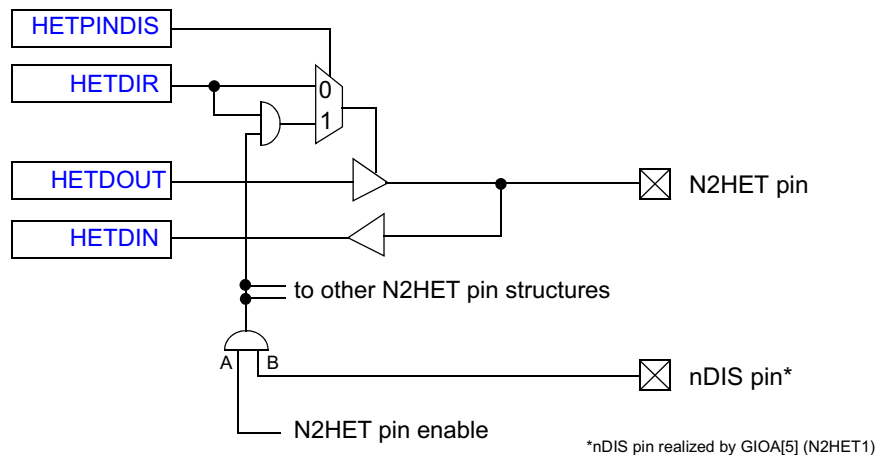 HETPINDIS
HETDIR
0
1
HETDOUT
N2HET pin
HETDIN
to other N2HET pin structures
A B
nDIS pin*
N2HET pin enable
*nDIS pin realized by GIOA[5] (N2HET1)